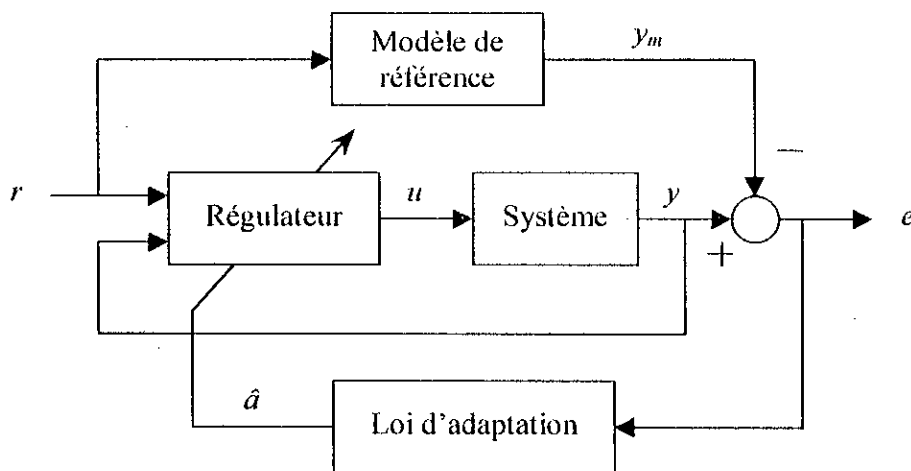 Modèle de
référence
y_m
−
r
Régulateur
u
Système
y
+
e
â
Loi d'adaptation